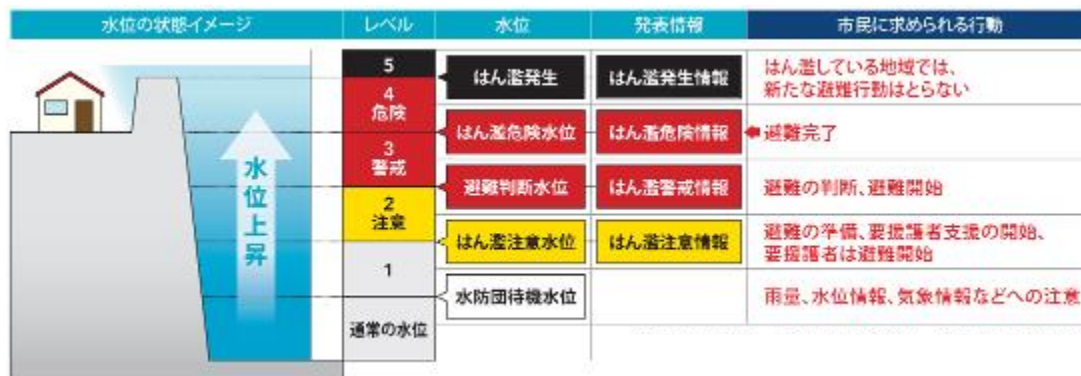 水位の状態イメージ
レベル
水位
発表情報
市民に求められる行動
水位上昇
5
はん濫発生
はん濫発生情報
はん濫している地域では、
新たな避難行動はとらない
4
危険
はん濫危険水位
はん濫危険情報
避難完了
3
警戒
避難判断水位
はん濫警戒情報
避難の判断、避難開始
2
注意
はん濫注意水位
はん濫注意情報
避難の準備、要援護者支援の開始、
要援護者は避難開始
1
水防団待機水位
雨量、水位情報、気象情報などへの注意
通常の水位